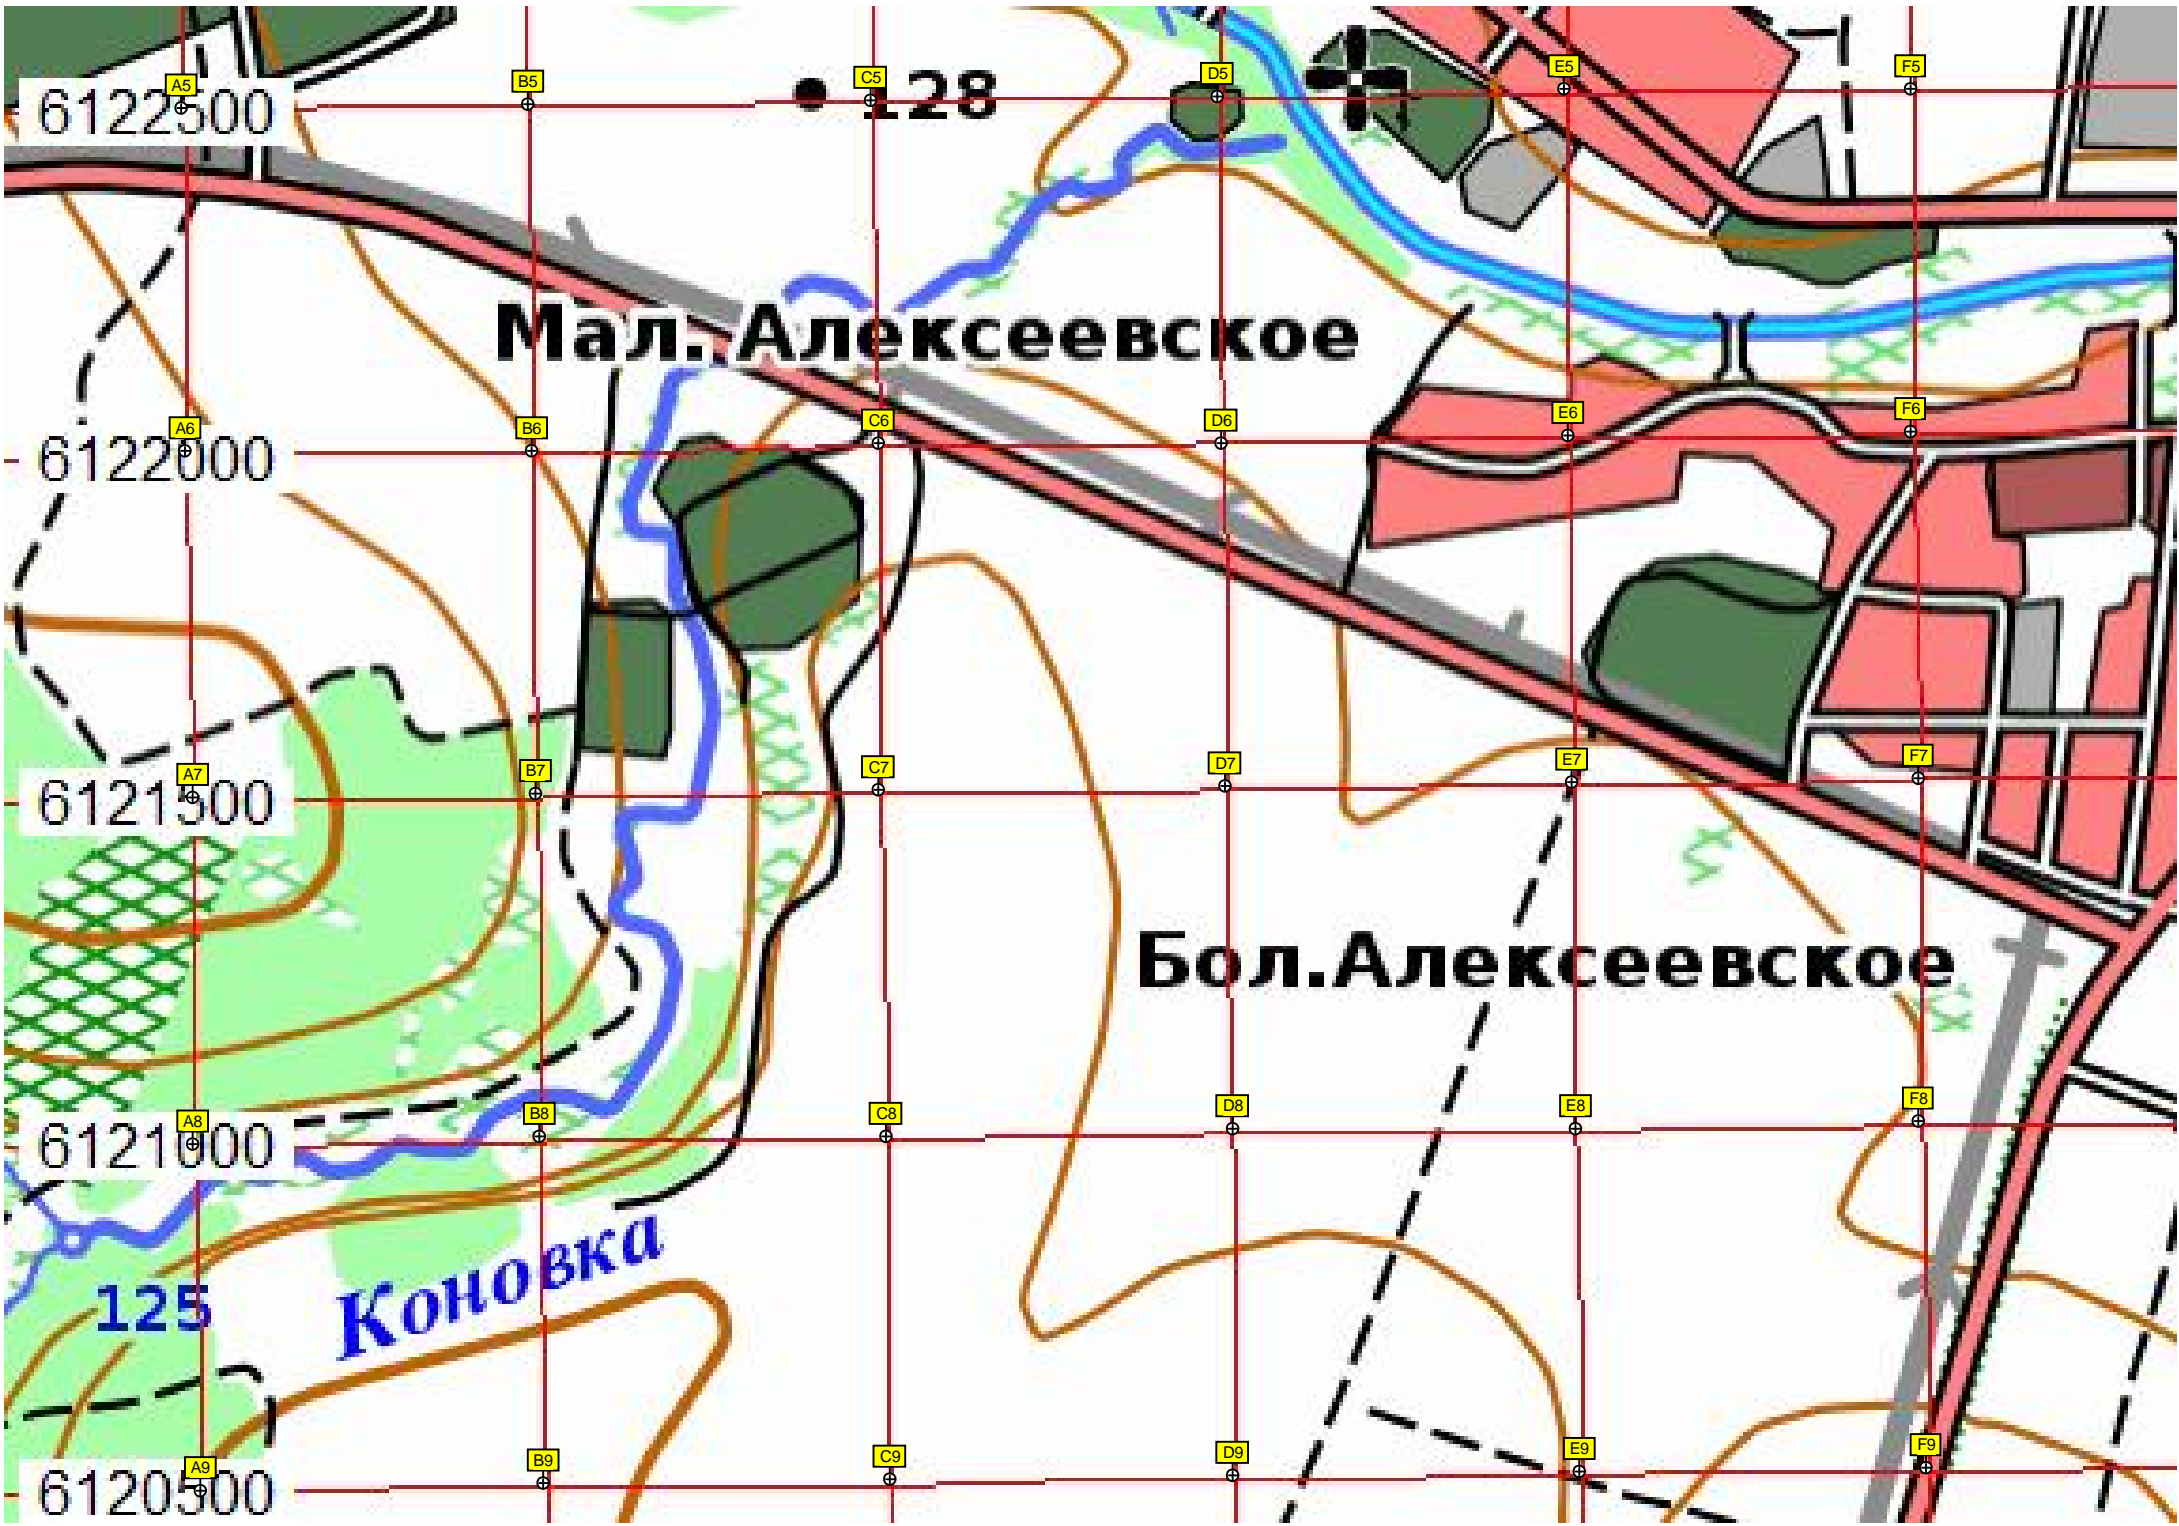 A5
B5
C5
D5
E5
F5
6122500
128
Мал. Алексеевское
A6
B6
C6
D6
E6
F6
6122000
A7
B7
C7
D7
E7
F7
6121500
Бол.Алексеевское
A8
B8
C8
D8
E8
F8
6121000
Коновка
125
A9
B9
C9
D9
E9
F9
6120500